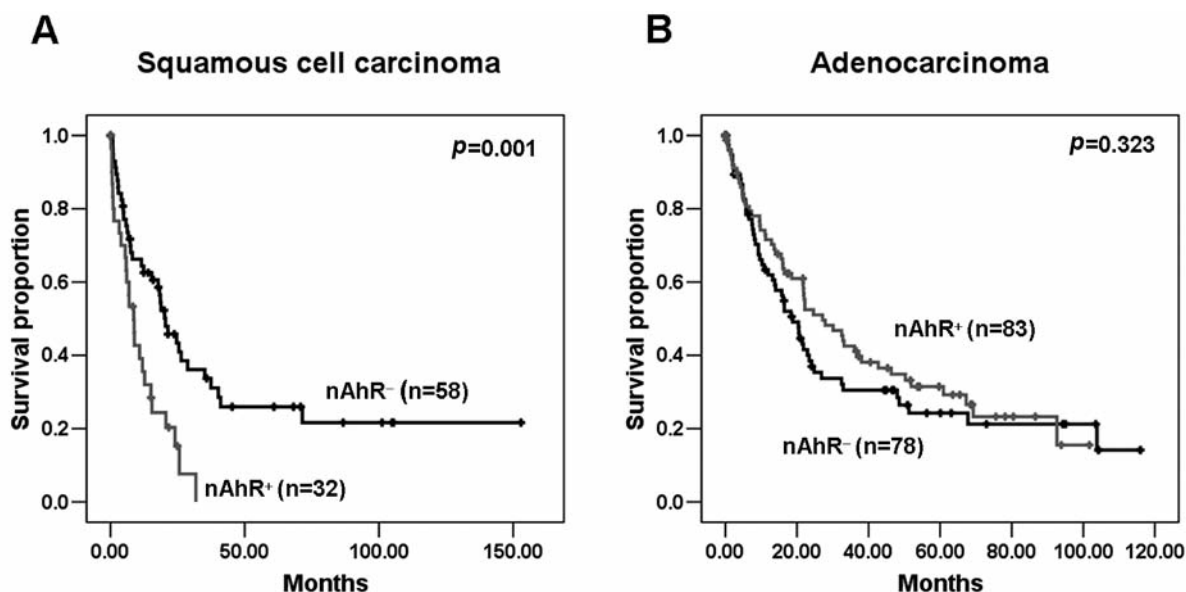 A
Squamous cell carcinoma
p=0.001
Survival proportion
1.0
0.8
0.6
0.4
0.2
0.0
nAhR⁻ (n=58)
nAhR⁺ (n=32)
0.00 50.00 100.00 150.00
Months
B
Adenocarcinoma
p=0.323
Survival proportion
1.0
0.8
0.6
0.4
0.2
0.0
nAhR⁺ (n=83)
nAhR⁻ (n=78)
0.00 20.00 40.00 60.00 80.00 100.00 120.00
Months